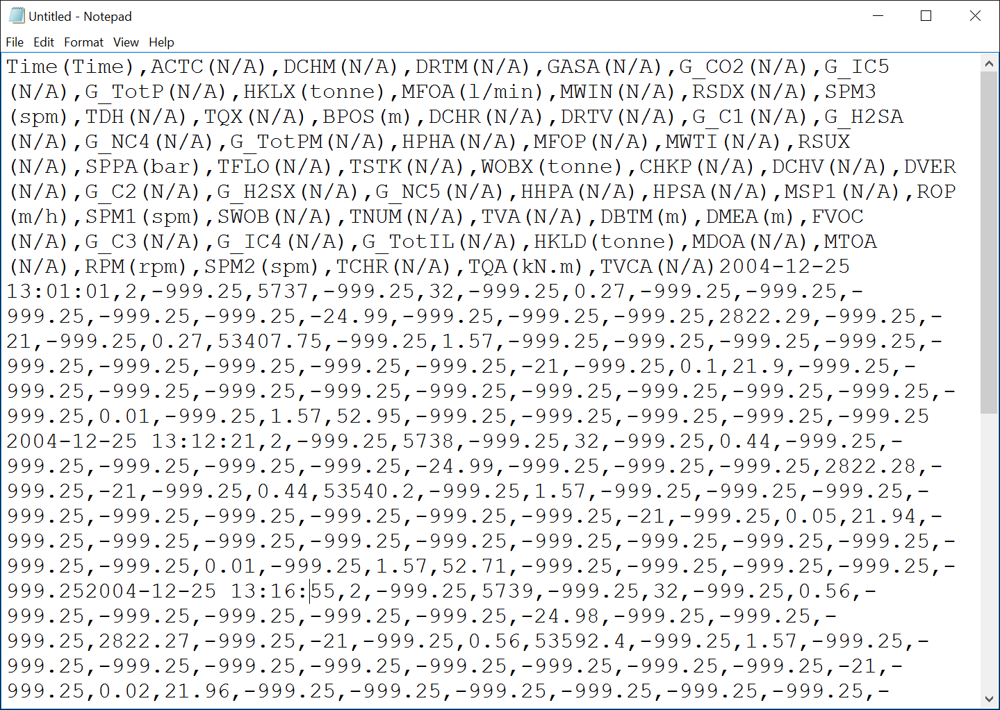 Untitled - Notepad
File Edit Format View Help
Time(Time),ACTC(N/A),DCHM(N/A),DRTM(N/A),GASA(N/A),G_CO2(N/A),G_IC5
(N/A),G_TotP(N/A),HKLX(tonne),MFOA(l/min),MWIN(N/A),RSDX(N/A),SPM3
(spm),TDH(N/A),TQX(N/A),BPOS(m),DCHR(N/A),DRTV(N/A),G_C1(N/A),G_H2SA
(N/A),G_NC4(N/A),G_TotPM(N/A),HPHA(N/A),MFOP(N/A),MWTI(N/A),RSUX
(N/A),SPPA(bar),TFLO(N/A),TSTK(N/A),WOBX(tonne),CHKP(N/A),DCHV(N/A),DVER
(N/A),G_C2(N/A),G_H2SX(N/A),G_NC5(N/A),HHPA(N/A),HPSA(N/A),MSP1(N/A),ROP
(m/h),SPM1(spm),SWOB(N/A),TNUM(N/A),TVA(N/A),DBTM(m),DMEA(m),FVOC
(N/A),G_C3(N/A),G_IC4(N/A),G_TotIL(N/A),HKLD(tonne),MDOA(N/A),MTOA
(N/A),RPM(rpm),SPM2(spm),TCHR(N/A),TQA(kN.m),TVCA(N/A)2004-12-25
13:01:01,2,-999.25,5737,-999.25,32,-999.25,0.27,-999.25,-999.25,-
999.25,-999.25,-999.25,-24.99,-999.25,-999.25,-999.25,2822.29,-999.25,-
21,-999.25,0.27,53407.75,-999.25,1.57,-999.25,-999.25,-999.25,-999.25,-
999.25,-999.25,-999.25,-999.25,-999.25,-21,-999.25,0.1,21.9,-999.25,-
999.25,-999.25,-999.25,-999.25,-999.25,-999.25,-999.25,-999.25,-999.25,-
999.25,0.01,-999.25,1.57,52.95,-999.25,-999.25,-999.25,-999.25,-999.25
2004-12-25 13:12:21,2,-999.25,5738,-999.25,32,-999.25,0.44,-999.25,-
999.25,-999.25,-999.25,-999.25,-24.99,-999.25,-999.25,-999.25,2822.28,-
999.25,-21,-999.25,0.44,53540.2,-999.25,1.57,-999.25,-999.25,-999.25,-
999.25,-999.25,-999.25,-999.25,-999.25,-999.25,-21,-999.25,0.05,21.94,-
999.25,-999.25,-999.25,-999.25,-999.25,-999.25,-999.25,-999.25,-999.25,-
999.25,-999.25,0.01,-999.25,1.57,52.71,-999.25,-999.25,-999.25,-999.25,-
999.252004-12-25 13:16:55,2,-999.25,5739,-999.25,32,-999.25,0.56,-
999.25,-999.25,-999.25,-999.25,-999.25,-24.98,-999.25,-999.25,-
999.25,2822.27,-999.25,-21,-999.25,0.56,53592.4,-999.25,1.57,-999.25,-
999.25,-999.25,-999.25,-999.25,-999.25,-999.25,-999.25,-999.25,-21,-
999.25,0.02,21.96,-999.25,-999.25,-999.25,-999.25,-999.25,-999.25,-